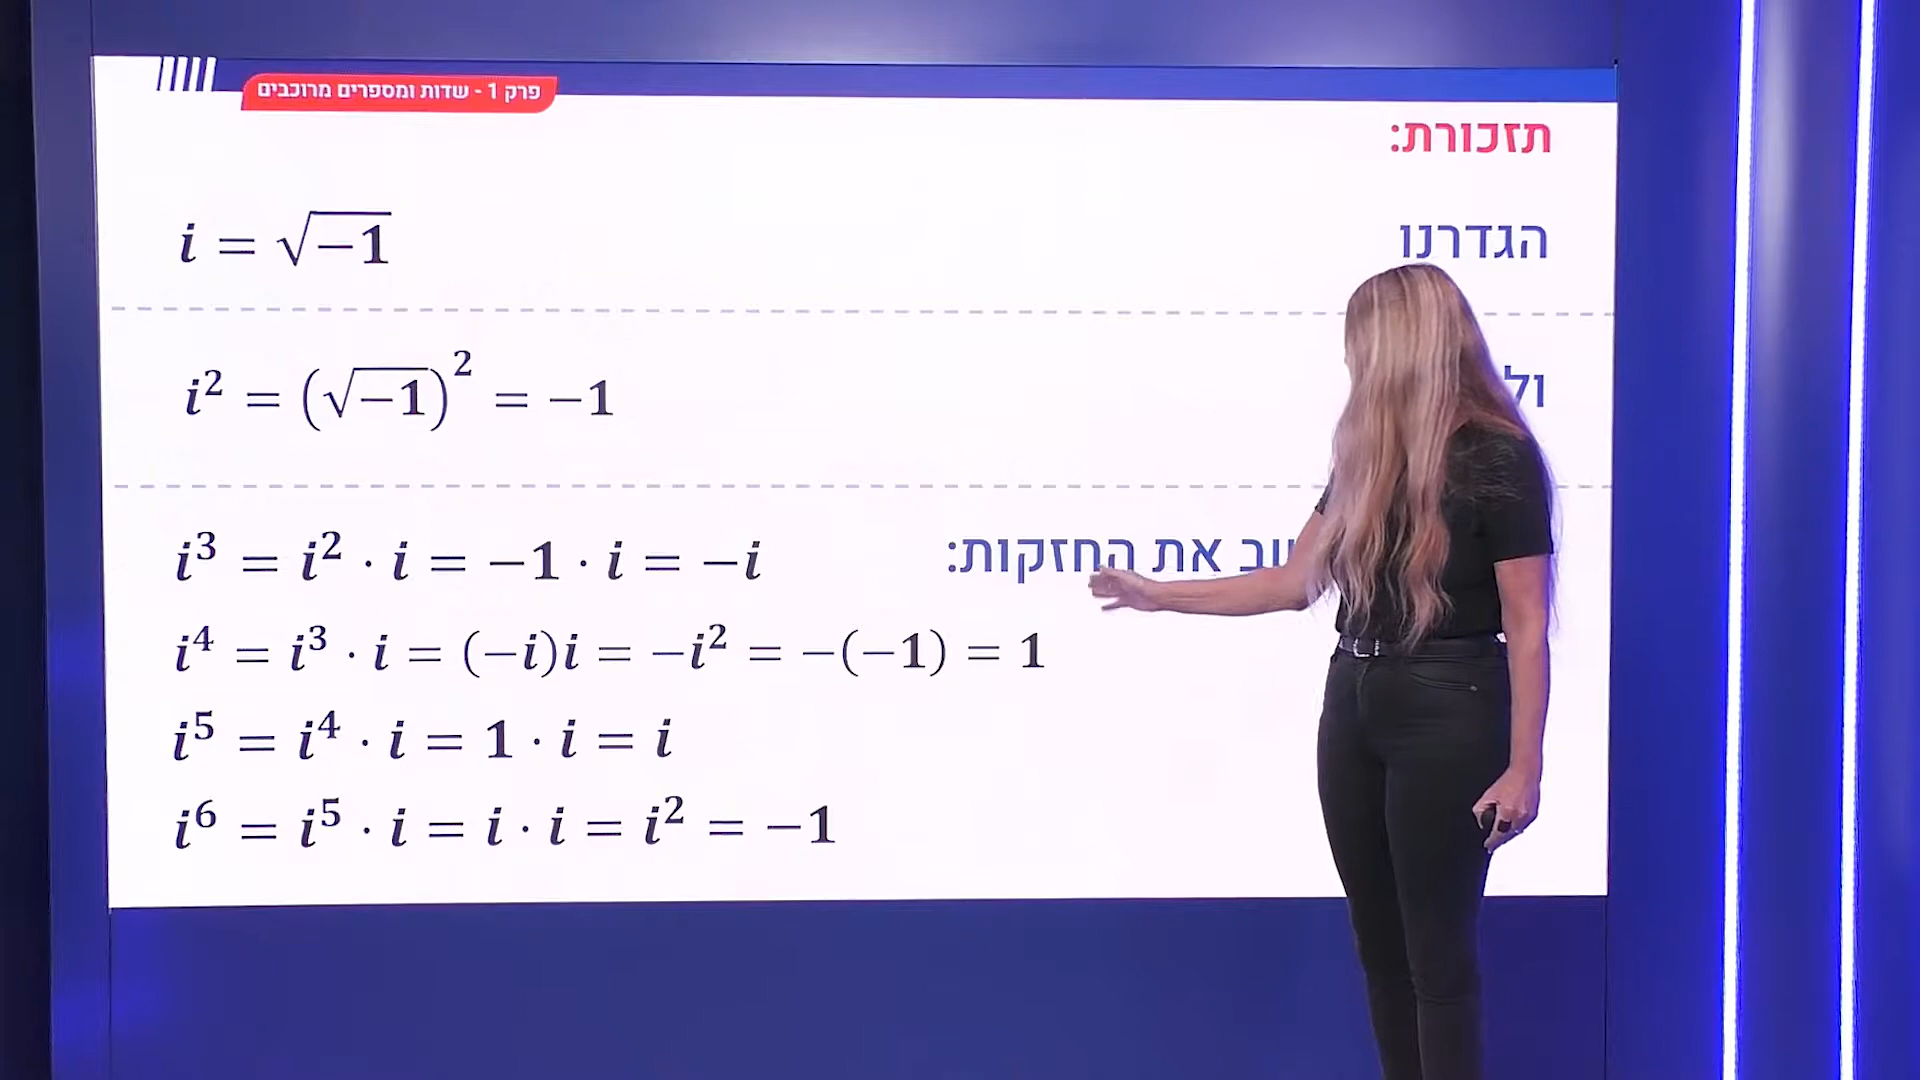 פרק 1 - שדות ומספרים מרוכבים
תזכורת:
הגדרנו
i = √−1
i² = (√−1)² = −1
את החזקות:
i³ = i² · i = −1 · i = −i
i⁴ = i³ · i = (−i)i = −i² = −(−1) = 1
i⁵ = i⁴ · i = 1 · i = i
i⁶ = i⁵ · i = i · i = i² = −1